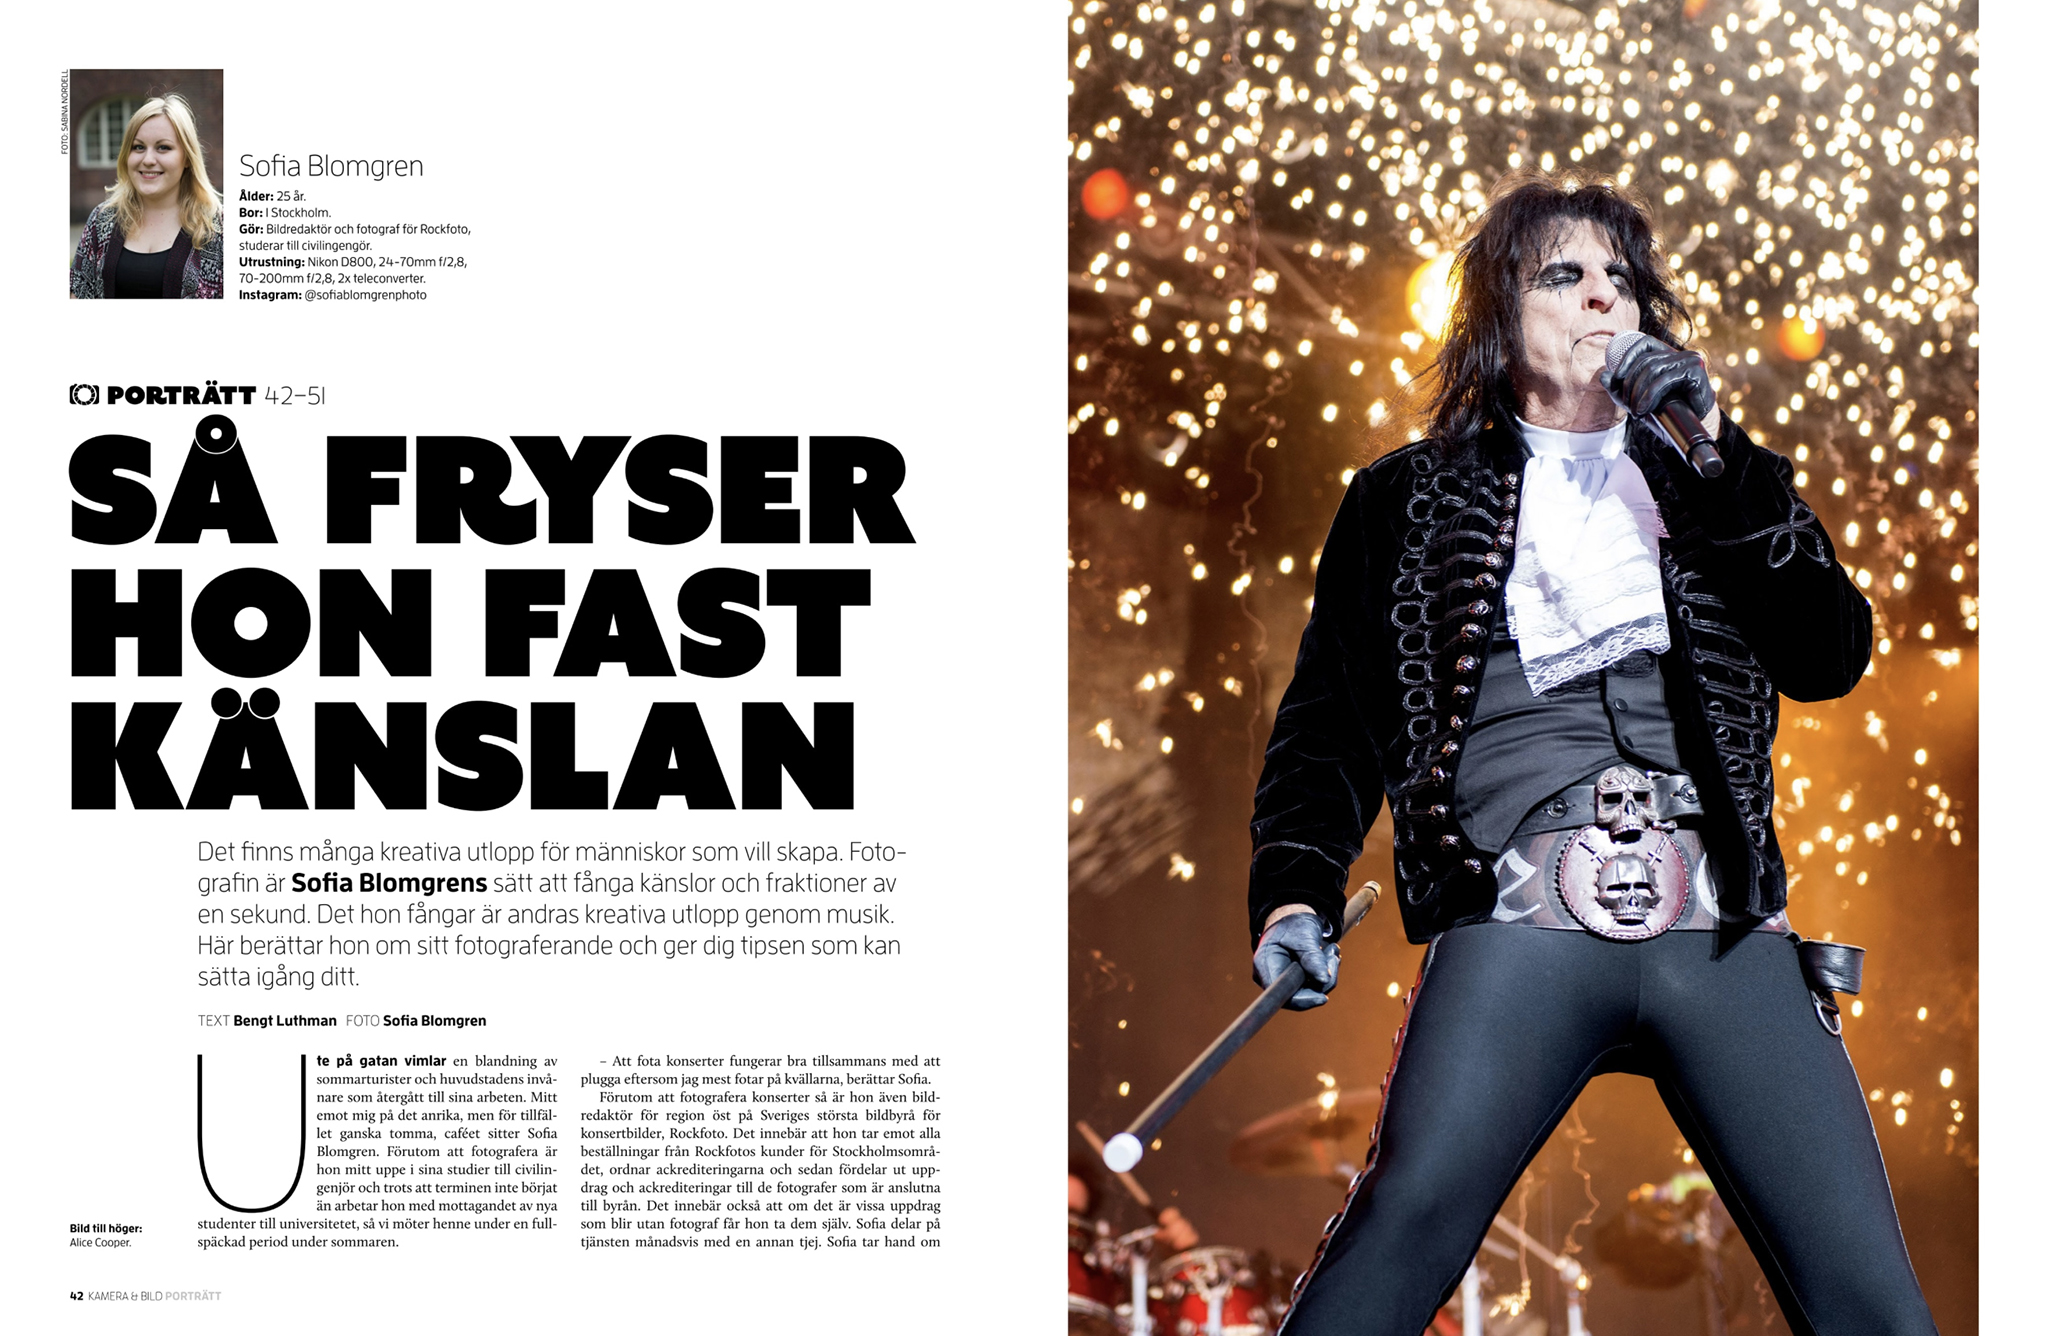 FOTO: SABINA NORDELL
Sofia Blomgren
Ålder: 25 år.
Bor: I Stockholm.
Gör: Bildredaktör och fotograf för Rockfoto,
studerar till civilingengör.
Utrustning: Nikon D800, 24-70mm f/2,8,
70-200mm f/2,8, 2x teleconverter.
Instagram: @sofiablomgrenphoto
PORTRÄTT 42–51
SÅ FRYSER
HON FAST
KÄNSLAN
Det finns många kreativa utlopp för människor som vill skapa. Foto-
grafin är Sofia Blomgrens sätt att fånga känslor och fraktioner av
en sekund. Det hon fångar är andras kreativa utlopp genom musik.
Här berättar hon om sitt fotograferande och ger dig tipsen som kan
sätta igång ditt.
TEXT Bengt Luthman FOTO Sofia Blomgren
Ute på gatan vimlar en blandning av
sommarturister och huvudstadens invå-
nare som återgått till sina arbeten. Mitt
emot mig på det anrika, men för tillfäl-
let ganska tomma, caféet sitter Sofia
Blomgren. Förutom att fotografera är
hon mitt uppe i sina studier till civilin-
genjör och trots att terminen inte börjat
än arbetar hon med mottagandet av nya
studenter till universitetet, så vi möter henne under en full-
späckad period under sommaren.
– Att fota konserter fungerar bra tillsammans med att
plugga eftersom jag mest fotar på kvällarna, berättar Sofia.
Förutom att fotografera konserter så är hon även bild-
redaktör för region öst på Sveriges största bildbyrå för
konsertbilder, Rockfoto. Det innebär att hon tar emot alla
beställningar från Rockfotos kunder för Stockholmsområ-
det, ordnar ackrediteringarna och sedan fördelar ut upp-
drag och ackrediteringar till de fotografer som är anslutna
till byrån. Det innebär också att om det är vissa uppdrag
som blir utan fotograf får hon ta dem själv. Sofia delar på
tjänsten månadsvis med en annan tjej. Sofia tar hand om
Bild till höger:
Alice Cooper.
42 KAMERA & BILD PORTRÄTT